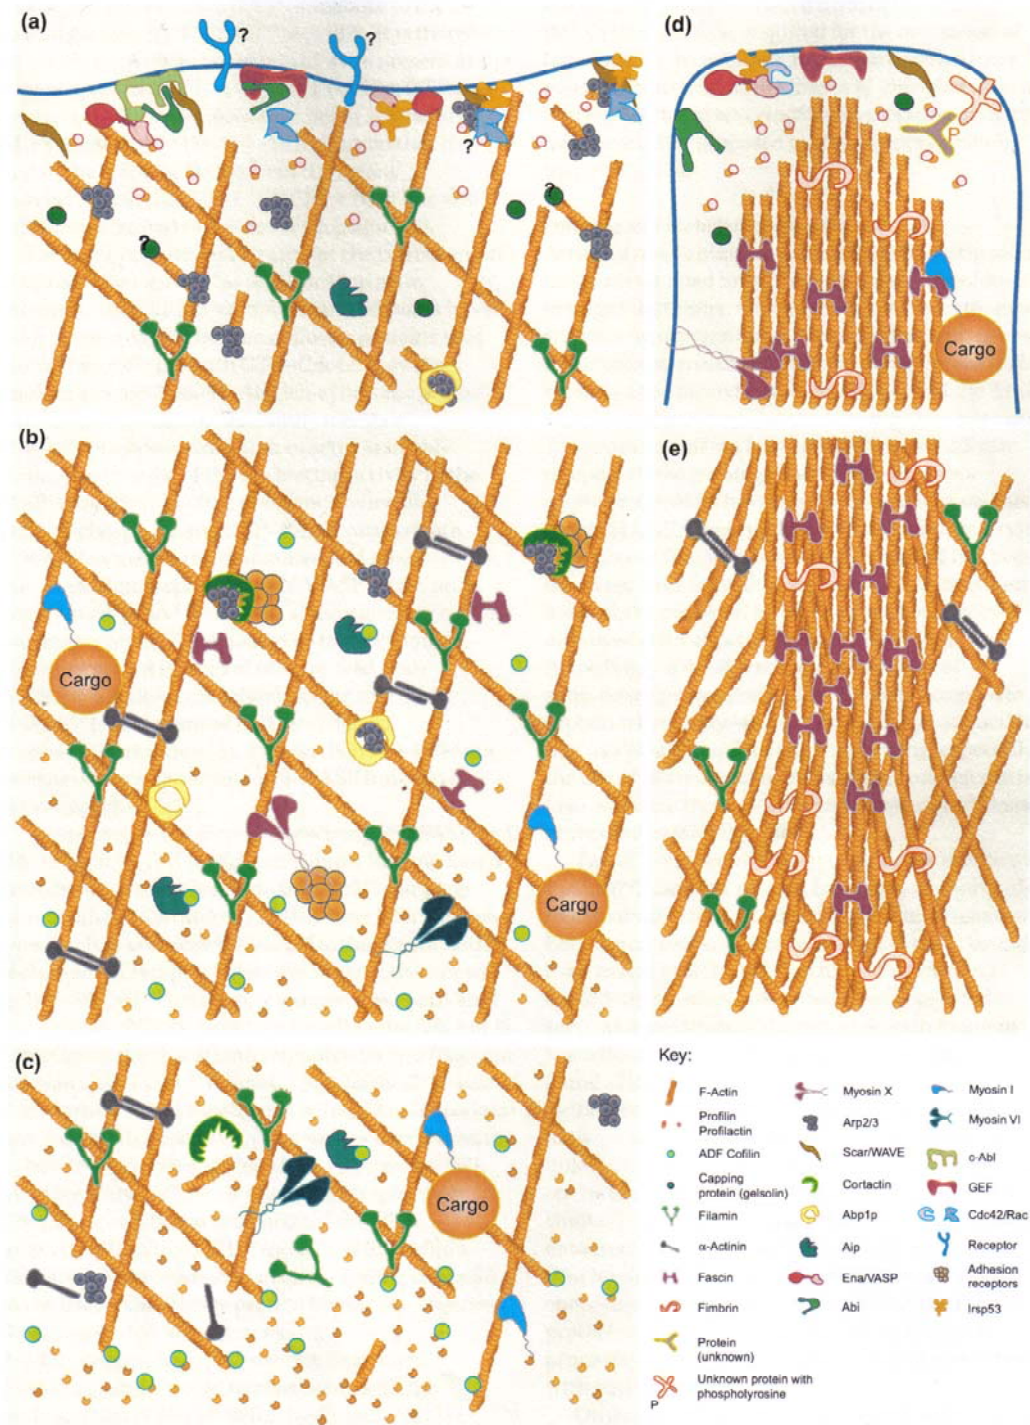 (a)
?
?
?
?
?
(d)
P
Cargo
(b)
Cargo
Cargo
(e)
(c)
Cargo
Key:
F-Actin
Profilin
Profilactin
ADF Cofilin
Capping
protein (gelsolin)
Filamin
α-Actinin
Fascin
Fimbrin
Protein
(unknown)
Unknown protein with
phospholyrosine
P
Myosin X
Arp2/3
Scar/WAVE
Cortactin
Abp1p
Aip
Ena/VASP
Abi
Myosin I
Myosin VI
c-Abl
GEF
Cdc42/Rac
Receptor
Adhesion
receptors
Irsp53